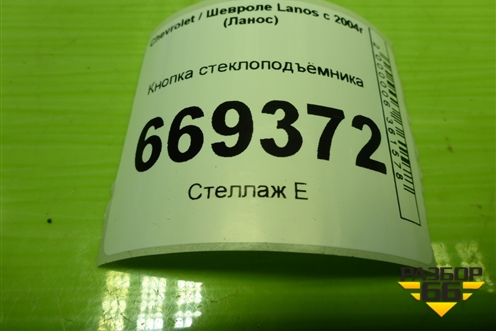 Chevrolet / Шевроле Lanos с 2004г
(Ланос)
Кнопка стеклоподъёмника
669372
Стеллаж Е
РАЗБОР
66